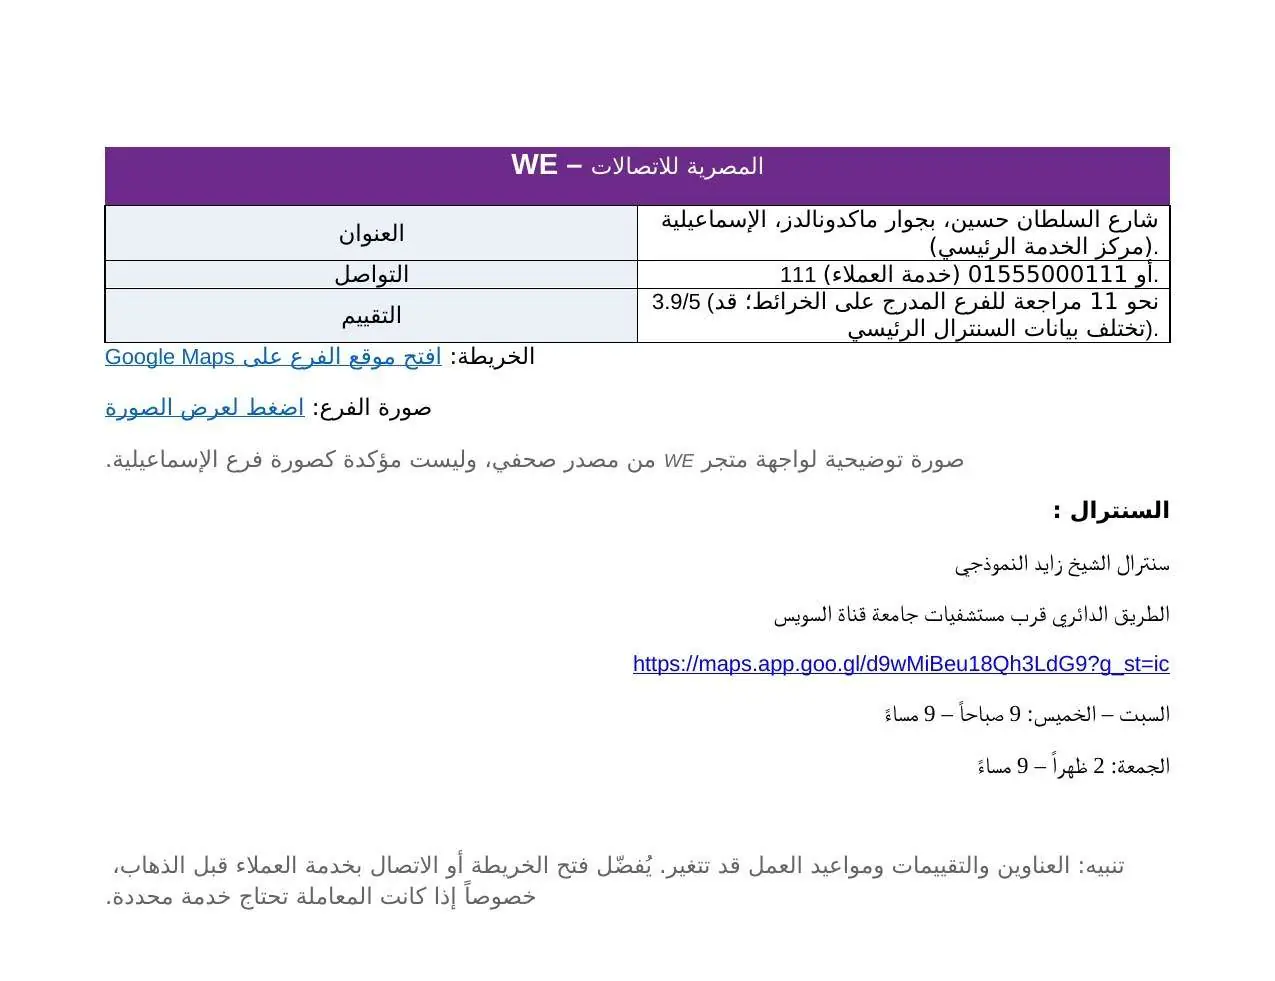 WE – المصرية للاتصالات
العنوان
شارع السلطان حسين، بجوار ماكدونالدز، الإسماعيلية
(مركز الخدمة الرئيسي).
التواصل
111 (خدمة العملاء) أو 01555000111.
التقييم
3.9/5 (نحو 11 مراجعة للفرع المدرج على الخرائط؛ قد
تختلف بيانات السنترال الرئيسي).
الخريطة: افتح موقع الفرع على Google Maps
صورة الفرع: اضغط لعرض الصورة
صورة توضيحية لواجهة متجر WE من مصدر صحفي، وليست مؤكدة كصورة فرع الإسماعيلية.
السنترال :
سنترال الشيخ زايد النموذجي
الطريق الدائري قرب مستشفيات جامعة قناة السويس
https://maps.app.goo.gl/d9wMiBeu18Qh3LdG9?g_st=ic
السبت – الخميس: 9 صباحاً – 9 مساءً
الجمعة: 2 ظهراً – 9 مساءً
تنبيه: العناوين والتقييمات ومواعيد العمل قد تتغير. يُفضّل فتح الخريطة أو الاتصال بخدمة العملاء قبل الذهاب،
خصوصاً إذا كانت المعاملة تحتاج خدمة محددة.